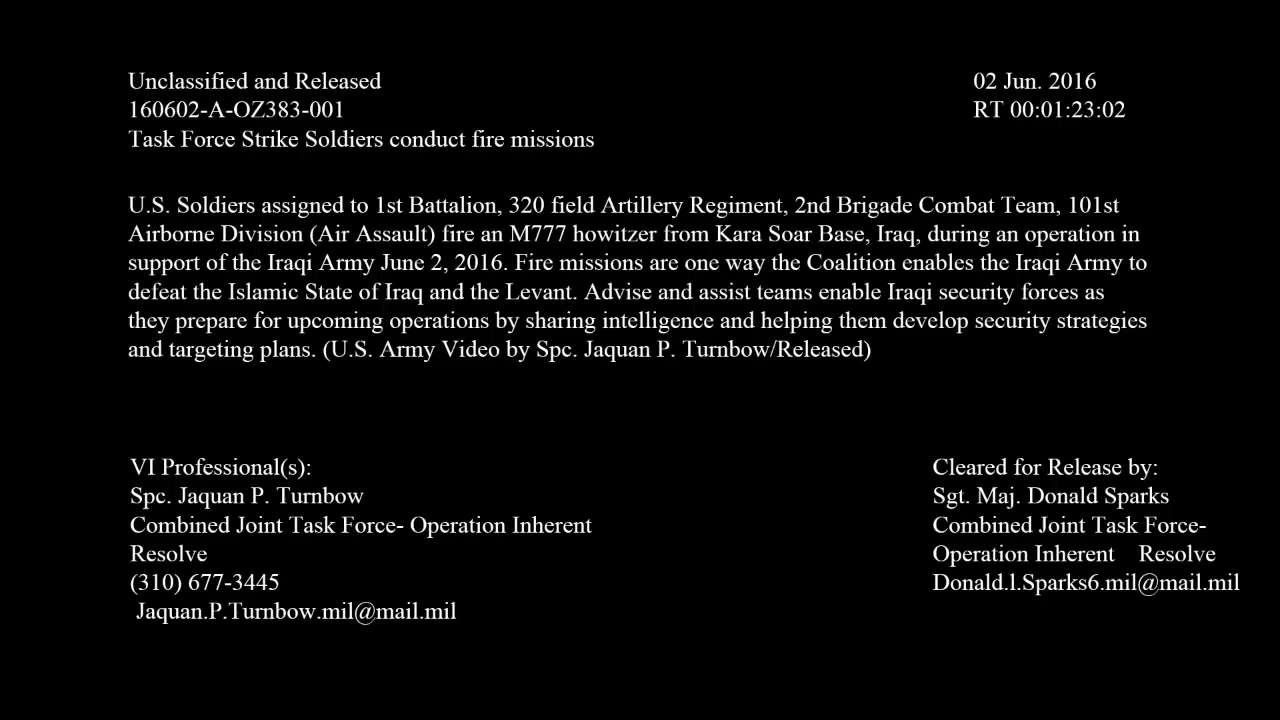 Unclassified and Released
02 Jun. 2016
160602-A-OZ383-001
RT 00:01:23:02
Task Force Strike Soldiers conduct fire missions
U.S. Soldiers assigned to 1st Battalion, 320 field Artillery Regiment, 2nd Brigade Combat Team, 101st
Airborne Division (Air Assault) fire an M777 howitzer from Kara Soar Base, Iraq, during an operation in
support of the Iraqi Army June 2, 2016. Fire missions are one way the Coalition enables the Iraqi Army to
defeat the Islamic State of Iraq and the Levant. Advise and assist teams enable Iraqi security forces as
they prepare for upcoming operations by sharing intelligence and helping them develop security strategies
and targeting plans. (U.S. Army Video by Spc. Jaquan P. Turnbow/Released)
VI Professional(s):
Spc. Jaquan P. Turnbow
Combined Joint Task Force- Operation Inherent
Resolve
(310) 677-3445
Jaquan.P.Turnbow.mil@mail.mil
Cleared for Release by:
Sgt. Maj. Donald Sparks
Combined Joint Task Force-
Operation Inherent Resolve
Donald.l.Sparks6.mil@mail.mil